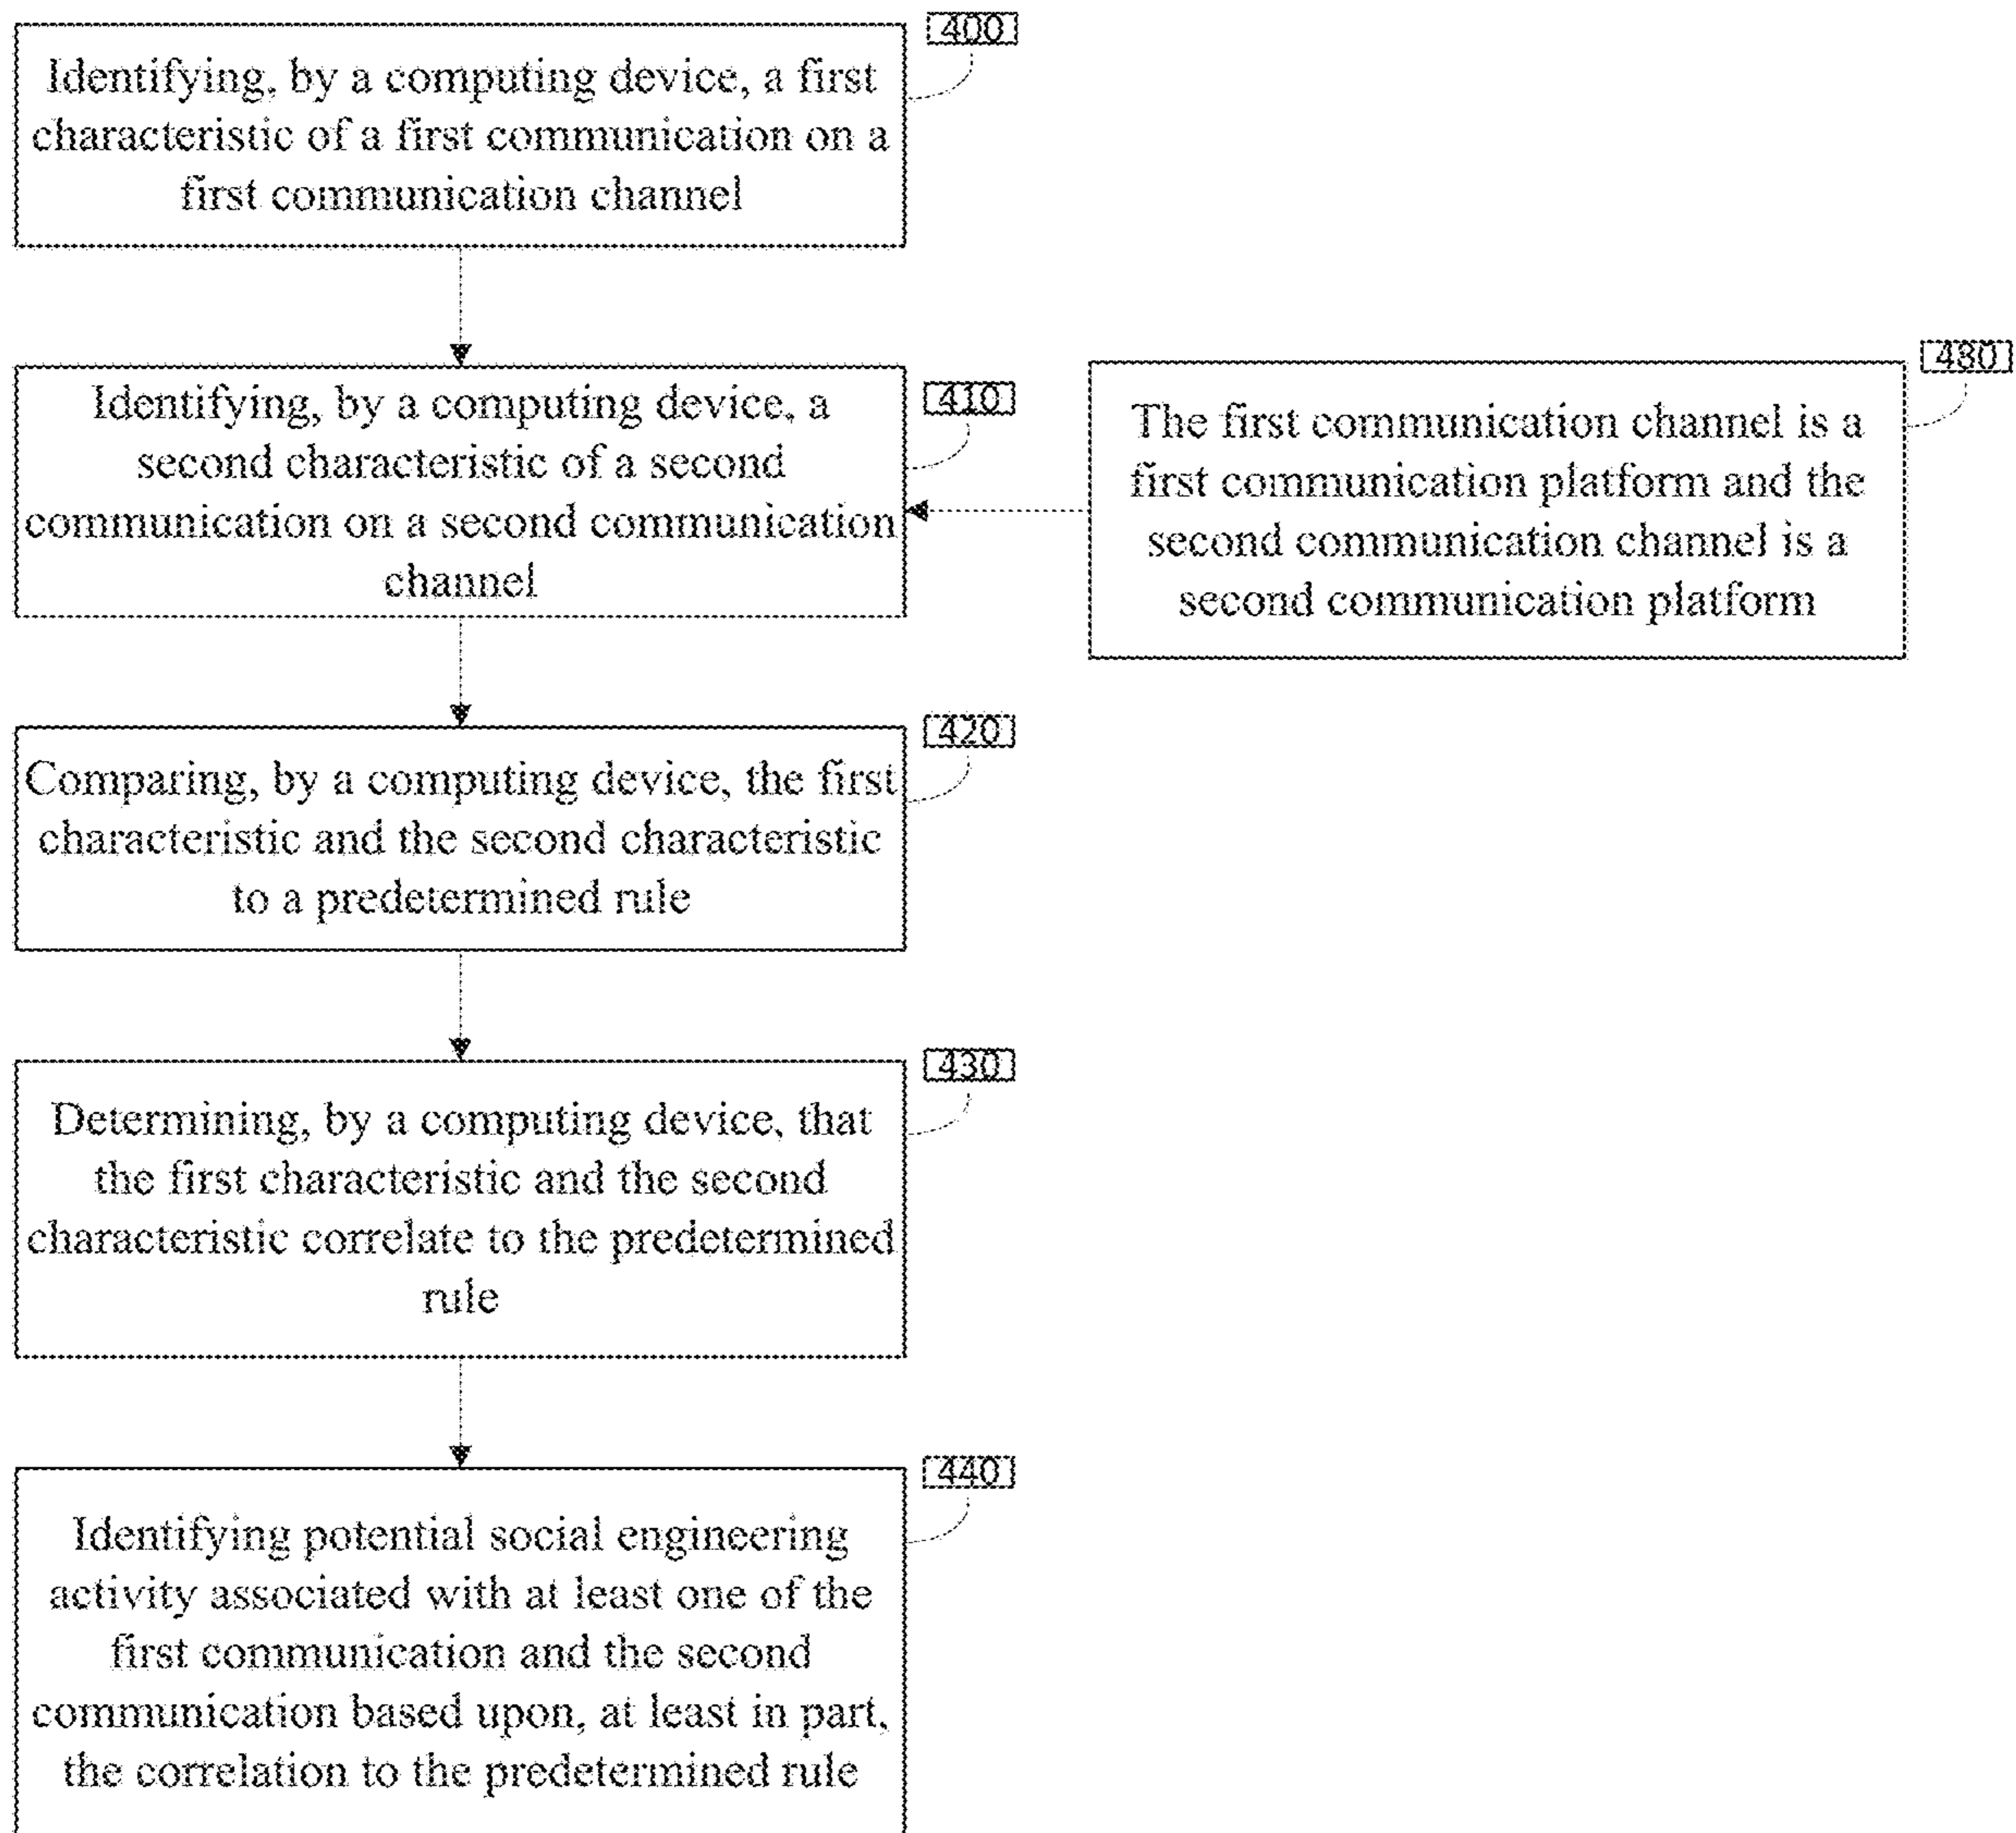 400
Identifying, by a computing device, a first
characteristic of a first communication on a
first communication channel
410
Identifying, by a computing device, a
second characteristic of a second
communication on a second communication
channel
480
The first communication channel is a
first communication platform and the
second communication channel is a
second communication platform
420
Comparing, by a computing device, the first
characteristic and the second characteristic
to a predetermined rule
430
Determining, by a computing device, that
the first characteristic and the second
characteristic correlate to the predetermined
rule
440
Identifying potential social engineering
activity associated with at least one of the
first communication and the second
communication based upon, at least in part,
the correlation to the predetermined rule